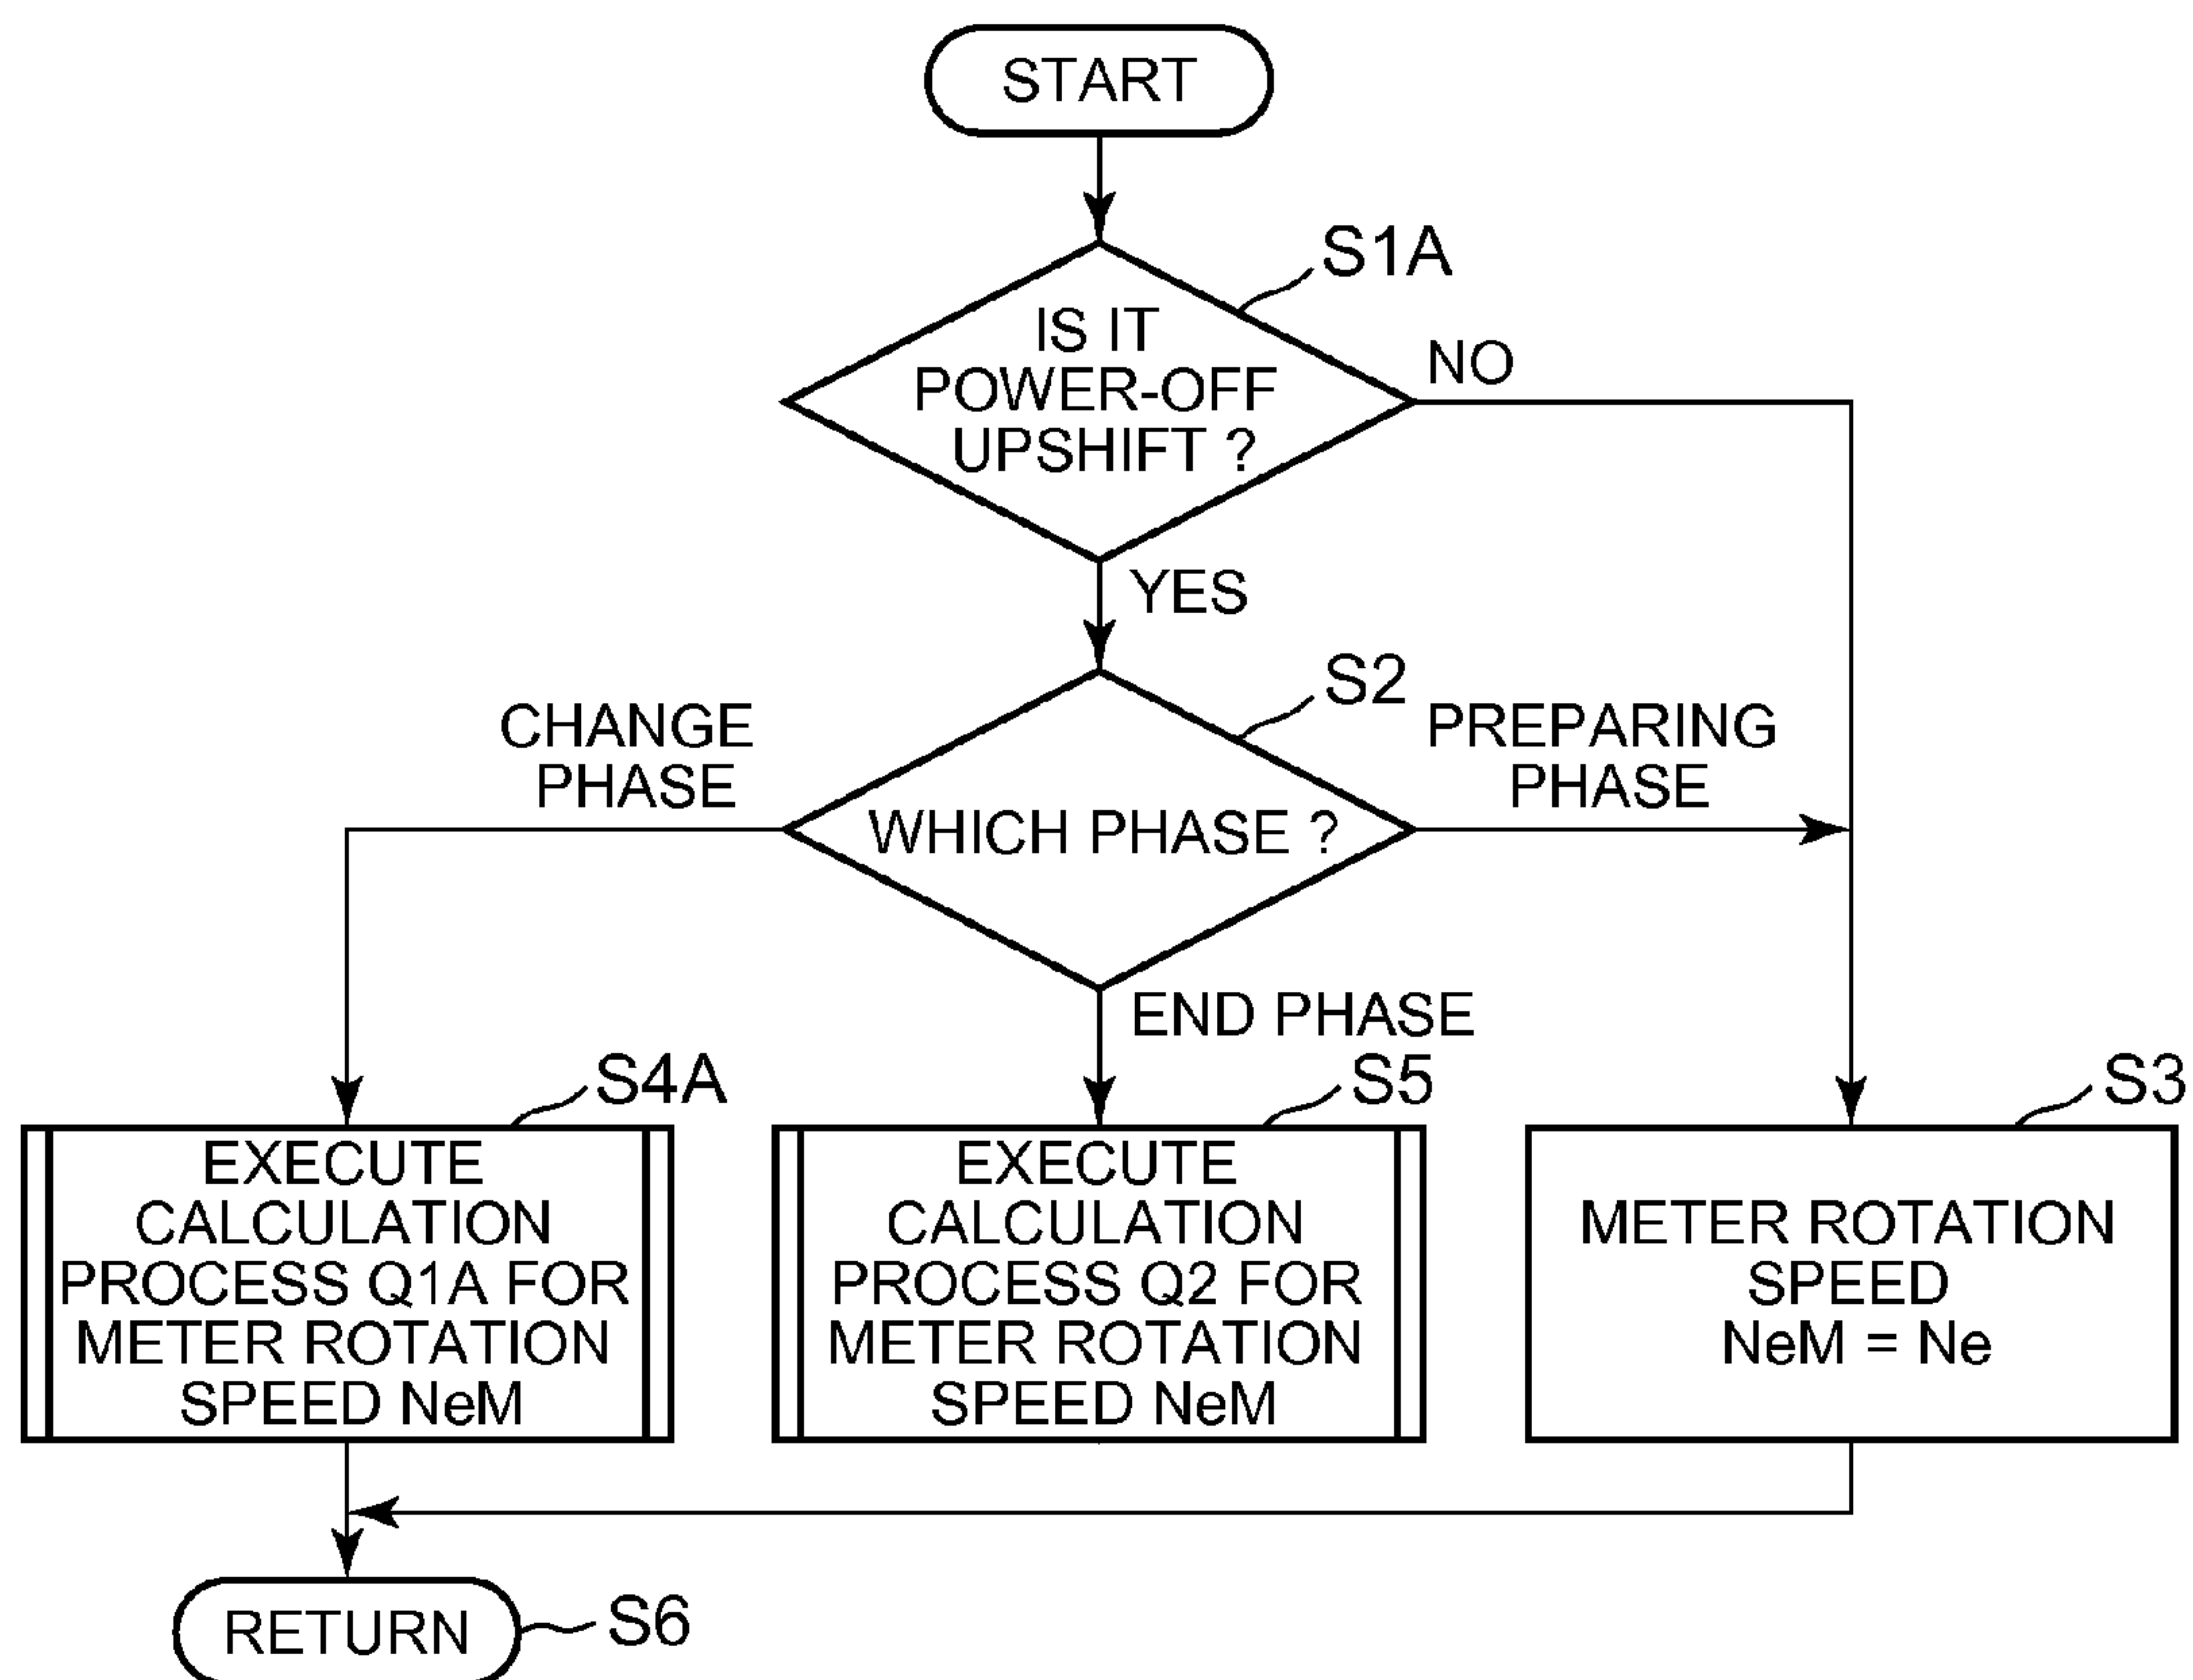 START
S1A
IS IT
POWER-OFF
UPSHIFT ?
NO
YES
S2
CHANGE
PHASE
WHICH PHASE ?
PREPARING
PHASE
END PHASE
S4A
EXECUTE
CALCULATION
PROCESS Q1A FOR
METER ROTATION
SPEED NeM
S5
EXECUTE
CALCULATION
PROCESS Q2 FOR
METER ROTATION
SPEED NeM
S3
METER ROTATION
SPEED
NeM = Ne
RETURN
S6